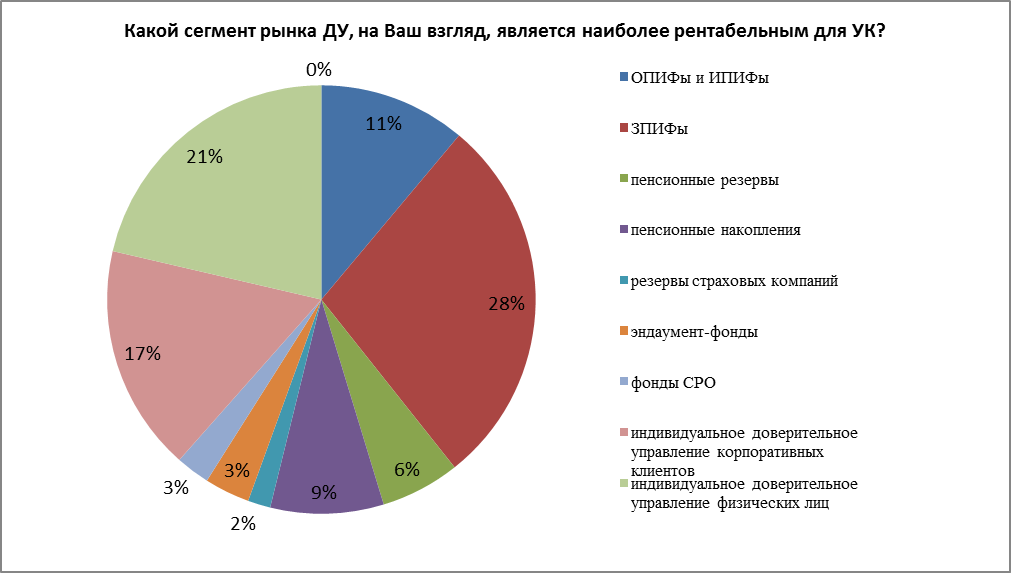 Какой сегмент рынка ДУ, на Ваш взгляд, является наиболее рентабельным для УК?
0%
11%
21%
28%
17%
6%
3%
9%
3%
2%
ОПИФы и ИПИФы
ЗПИФы
пенсионные резервы
пенсионные накопления
резервы страховых компаний
эндаумент-фонды
фонды СРО
индивидуальное доверительное
управление корпоративных
клиентов
индивидуальное доверительное
управление физических лиц